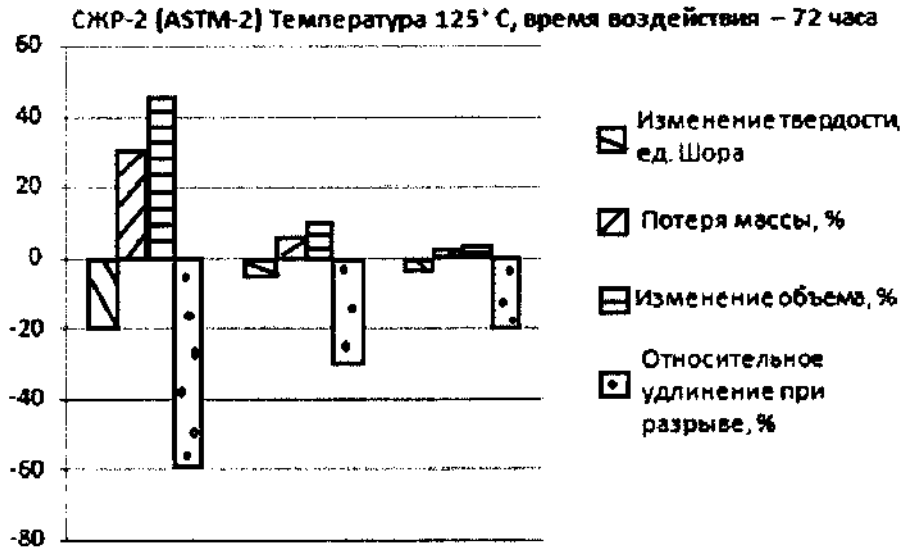 СЖР-2 (ASTM-2) Температура 125° С, время воздействия – 72 часа
60
40
20
0
-20
-40
-60
-80
Изменение твердости,
ед. Шора
Потеря массы, %
Изменение объема, %
Относительное
удлинение при
разрыве, %